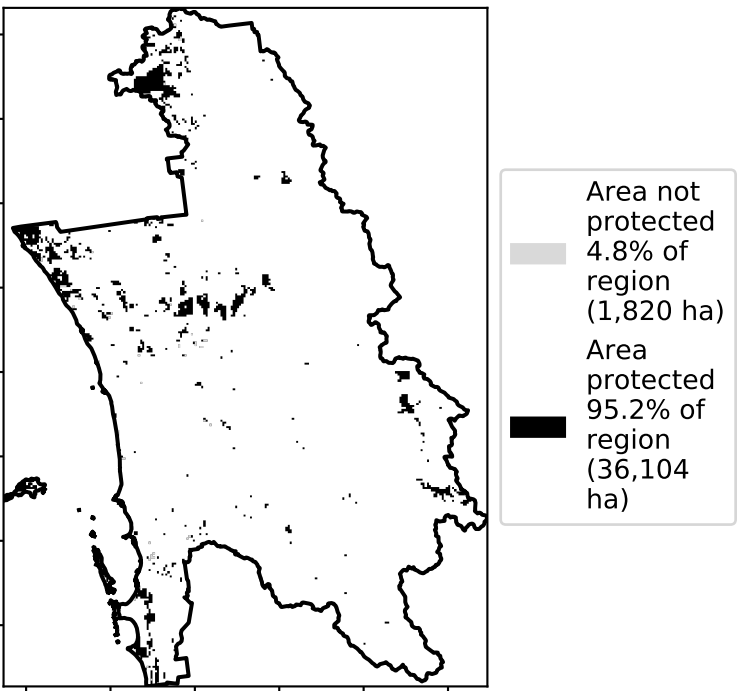 Area not
protected
4.8% of
region
(1,820 ha)
Area
protected
95.2% of
region
(36,104
ha)